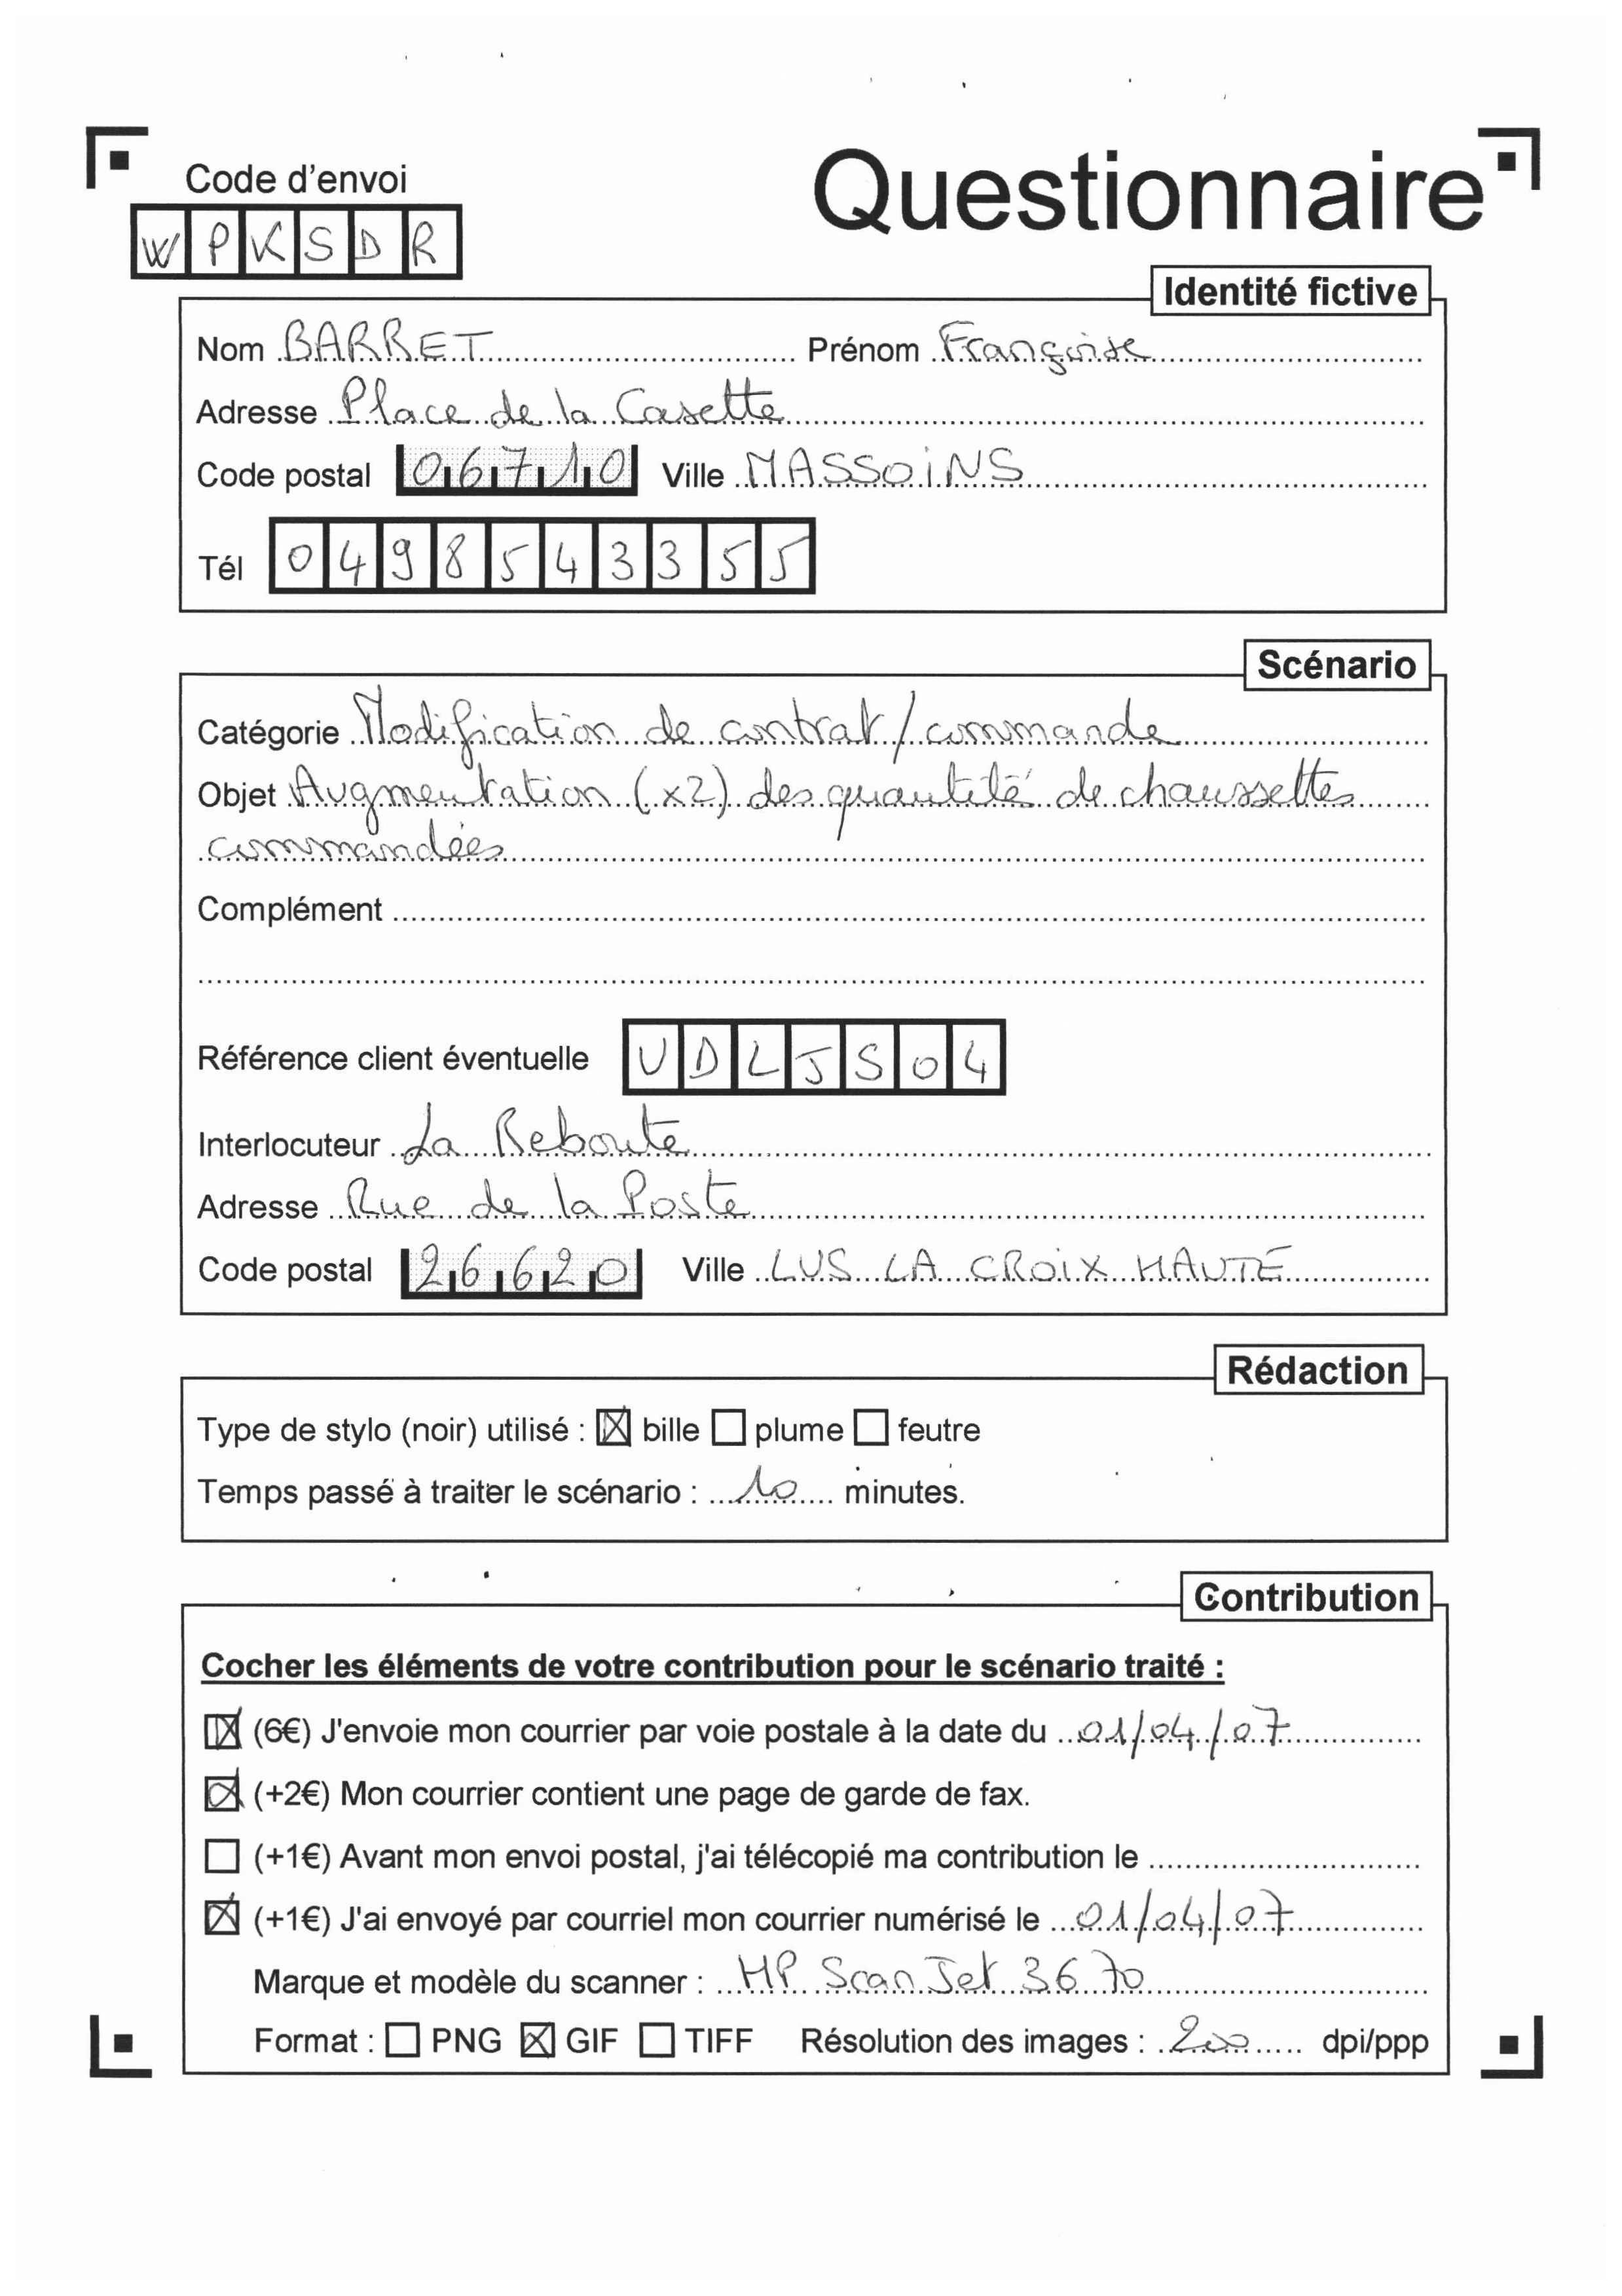 Code d'envoi
Questionnaire
WPKSDR
Identité fictive
Nom BARRET Prénom Françoise
Adresse Place de la Casette
Code postal 06710 Ville MASSOINS
Tél 0498543355
Scénario
Catégorie Modification de contrat / commande
Objet Augmentation (x2) des quantité de chaussettes
commandées
Complément
Référence client éventuelle UDLJS04
Interlocuteur La Reboute
Adresse Rue de la Poste
Code postal 26620 Ville LUS LA CROIX HAUTE
Rédaction
Type de stylo (noir) utilisé : ☒ bille ☐ plume ☐ feutre
Temps passé à traiter le scénario : 10 minutes.
Contribution
Cocher les éléments de votre contribution pour le scénario traité :
☒ (6€) J'envoie mon courrier par voie postale à la date du 01/04/07
☒ (+2€) Mon courrier contient une page de garde de fax.
☐ (+1€) Avant mon envoi postal, j'ai télécopié ma contribution le
☒ (+1€) J'ai envoyé par courriel mon courrier numérisé le 01/04/07
Marque et modèle du scanner : HP ScanJet 3670
Format : ☐ PNG ☒ GIF ☐ TIFF Résolution des images : 200 dpi/ppp